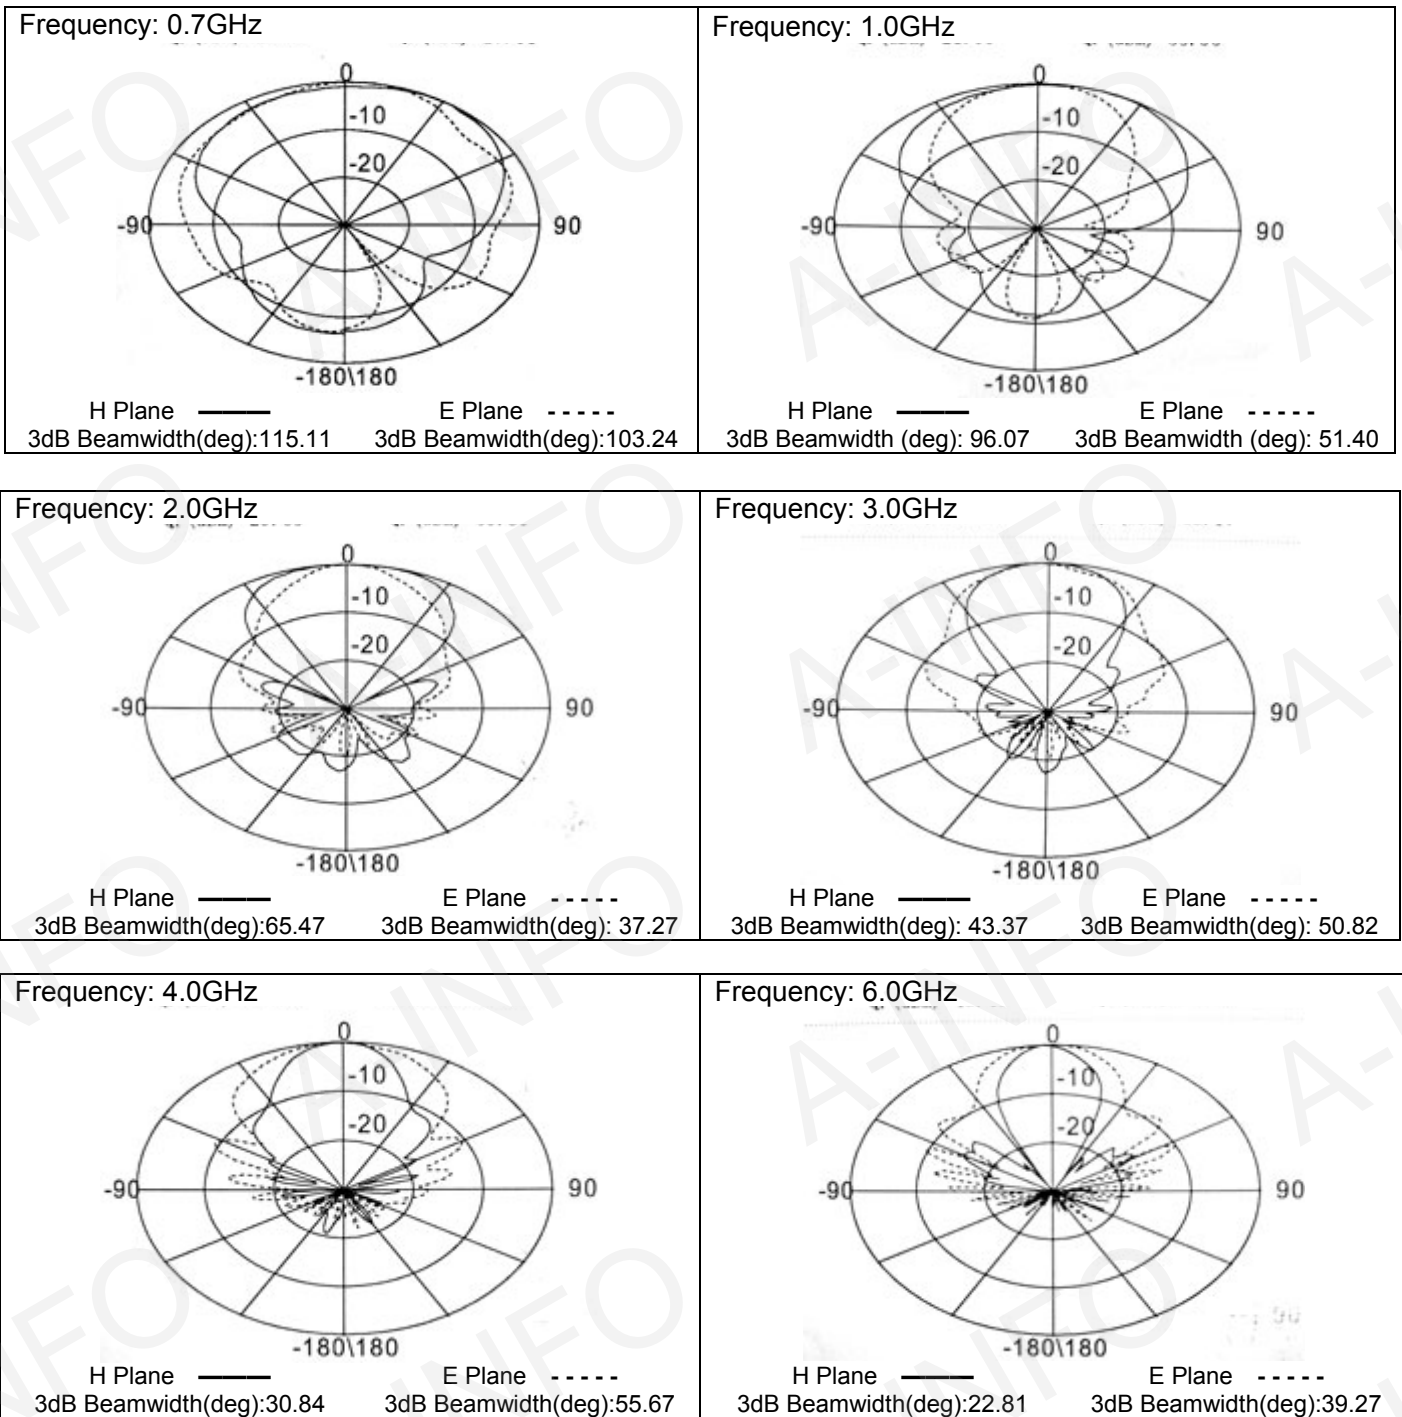 Frequency: 0.7GHz
0
-10
-20
-90
90
-180\180
H Plane
E Plane
3dB Beamwidth(deg):115.11
3dB Beamwidth(deg):103.24
Frequency: 1.0GHz
0
-10
-20
-90
90
-180\180
H Plane
E Plane
3dB Beamwidth (deg): 96.07
3dB Beamwidth (deg): 51.40
Frequency: 2.0GHz
0
-10
-20
-90
90
-180\180
H Plane
E Plane
3dB Beamwidth(deg):65.47
3dB Beamwidth(deg): 37.27
Frequency: 3.0GHz
0
-10
-20
-90
90
-180\180
H Plane
E Plane
3dB Beamwidth(deg): 43.37
3dB Beamwidth(deg): 50.82
Frequency: 4.0GHz
0
-10
-20
-90
90
-180\180
H Plane
E Plane
3dB Beamwidth(deg):30.84
3dB Beamwidth(deg):55.67
Frequency: 6.0GHz
0
-10
-20
-90
90
-180\180
H Plane
E Plane
3dB Beamwidth(deg):22.81
3dB Beamwidth(deg):39.27
A-INFO